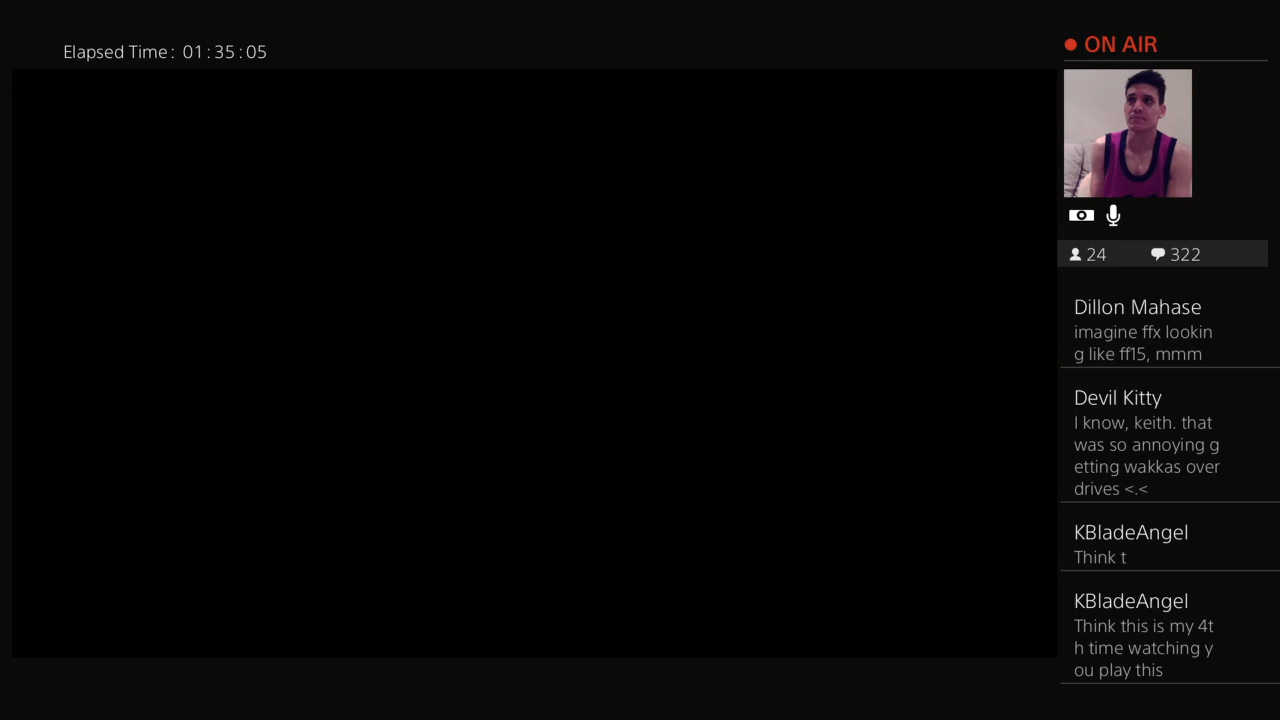 Elapsed Time: 01:35:05
ON AIR
24 322
Dillon Mahase
imagine ffx lookin
g like ff15, mmm
Devil Kitty
I know, keith. that
was so annoying g
etting wakkas over
drives <.<
KBladeAngel
Think t
KBladeAngel
Think this is my 4t
h time watching y
ou play this